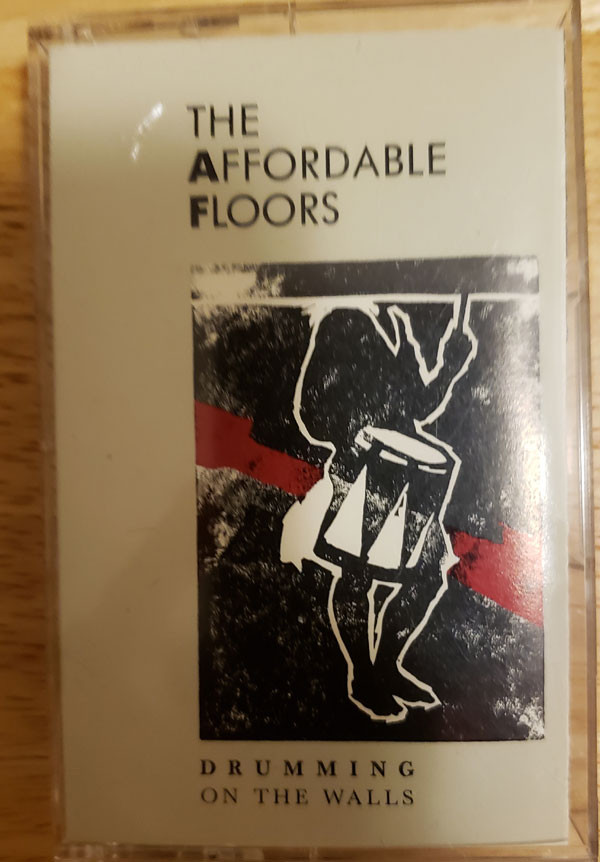 THE
AFFORDABLE
FLOORS
DRUMMING
ON THE WALLS